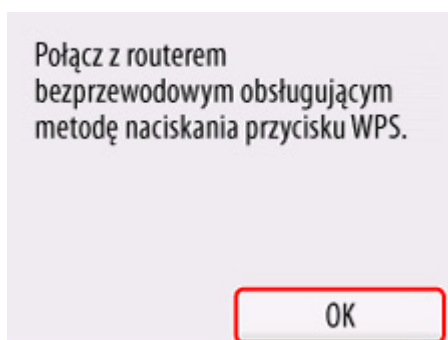 Połącz z routerem
bezprzewodowym obsługującym
metodę naciskania przycisku WPS.
OK